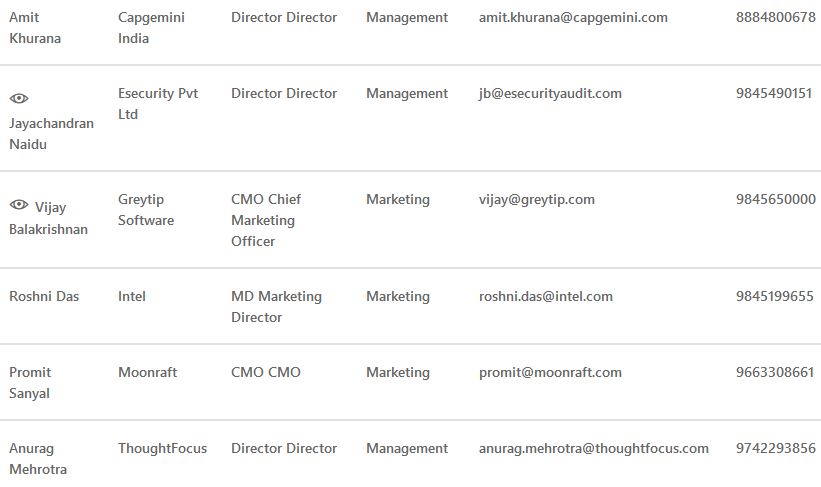 Amit Khurana Capgemini India Director Director Management amit.khurana@capgemini.com 8884800678
Jayachandran Naidu Esecurity Pvt Ltd Director Director Management jb@esecurityaudit.com 9845490151
Vijay Balakrishnan Greytip Software CMO Chief Marketing Officer Marketing vijay@greytip.com 9845650000
Roshni Das Intel MD Marketing Director Marketing roshni.das@intel.com 9845199655
Promit Sanyal Moonraft CMO CMO Marketing promit@moonraft.com 9663308661
Anurag Mehrotra ThoughtFocus Director Director Management anurag.mehrotra@thoughtfocus.com 9742293856